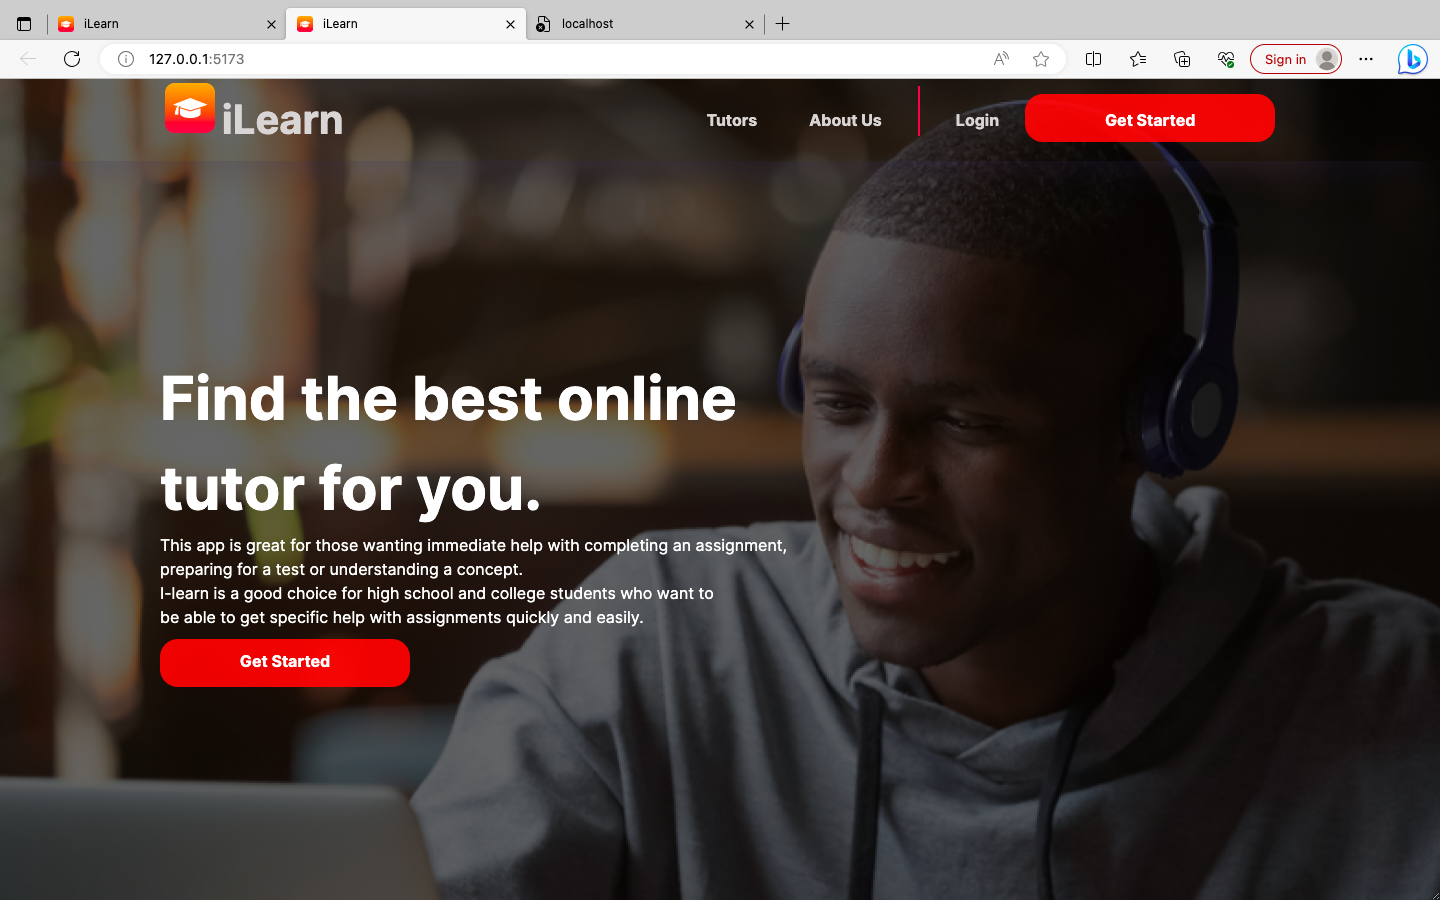 iLearn
iLearn
localhost
127.0.0.1:5173
Sign in
iLearn
Tutors
About Us
Login
Get Started
Find the best online
tutor for you.
This app is great for those wanting immediate help with completing an assignment,
preparing for a test or understanding a concept.
I-learn is a good choice for high school and college students who want to
be able to get specific help with assignments quickly and easily.
Get Started